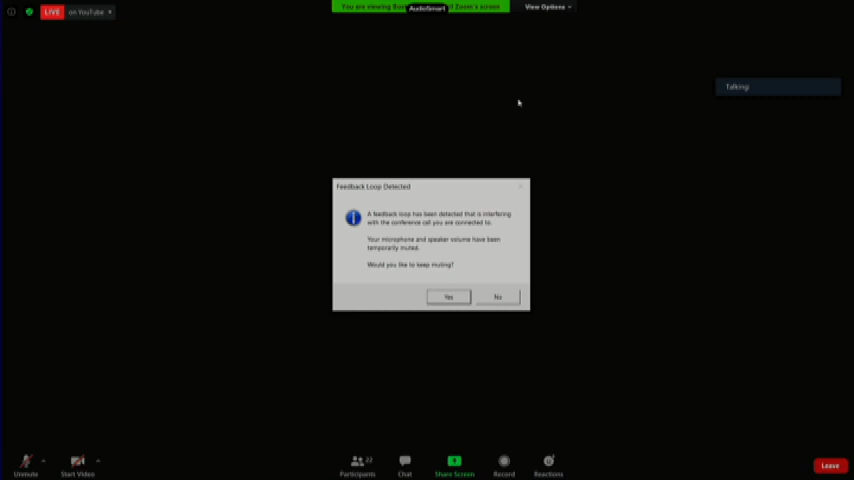 LIVE on YouTube
You are viewing
Zoom's screen
AudioSmart
View Options
Talking:
Feedback Loop Detected
A feedback loop has been detected that is interfering
with the conference call you are connected to.
Your microphone and speaker volume have been
temporarily muted.
Would you like to keep muting?
Yes
No
Unmute
Start Video
Participants
22
Chat
Share Screen
Record
Reactions
Leave